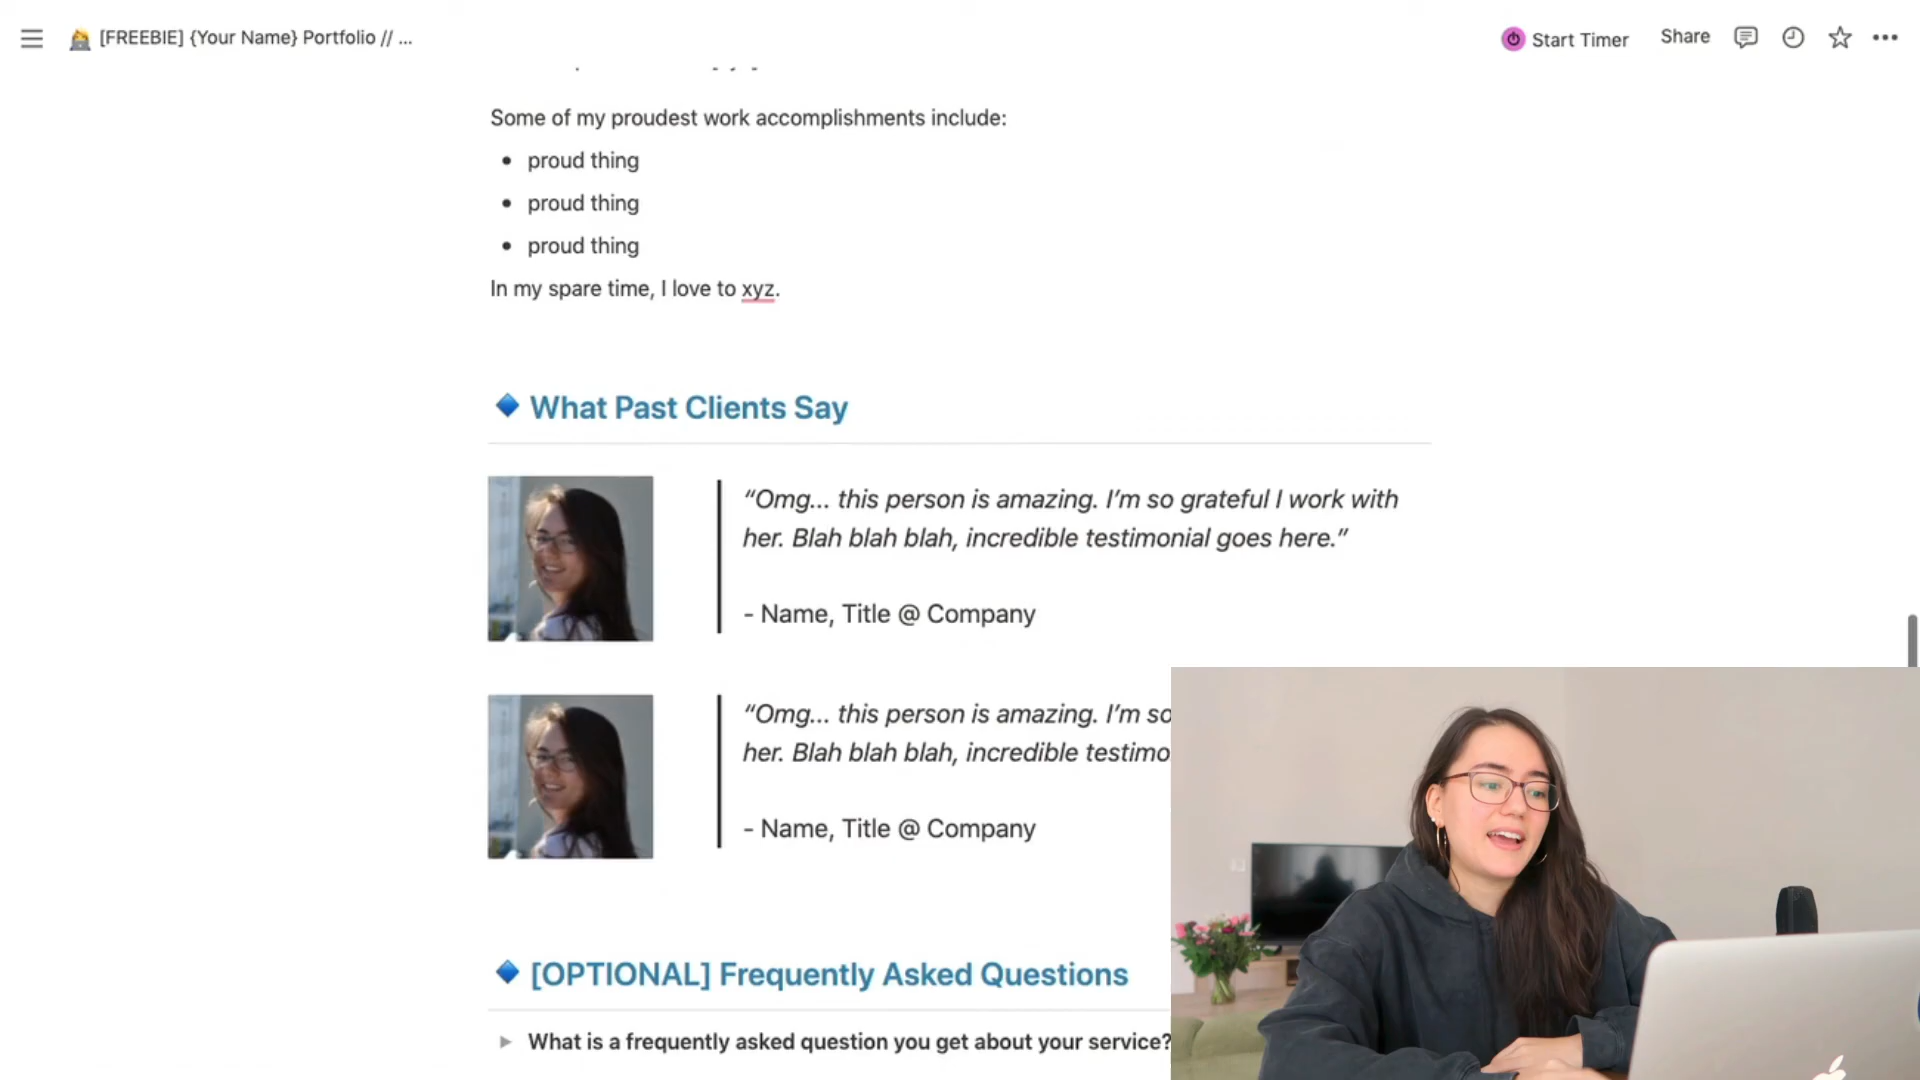 [FREEBIE] {Your Name} Portfolio // ...
Start Timer
Share
Some of my proudest work accomplishments include:
• proud thing
• proud thing
• proud thing
In my spare time, I love to xyz.
What Past Clients Say
“Omg... this person is amazing. I’m so grateful I work with
her. Blah blah blah, incredible testimonial goes here.”
- Name, Title @ Company
“Omg... this person is amazing. I’m so
her. Blah blah blah, incredible testimo
- Name, Title @ Company
[OPTIONAL] Frequently Asked Questions
What is a frequently asked question you get about your service?